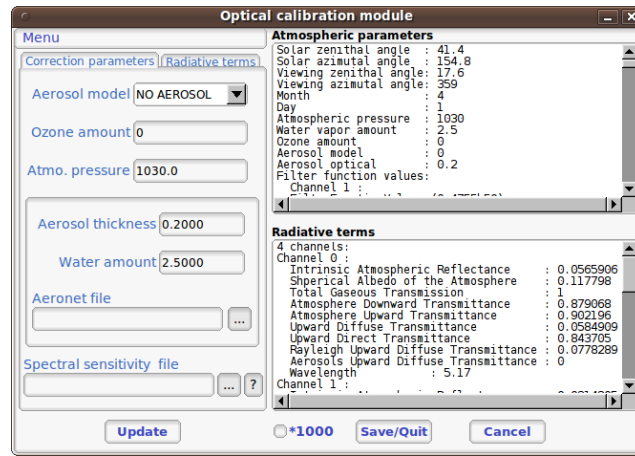 Optical calibration module
Menu
Correction parameters
Radiative terms
Aerosol model
NO AEROSOL
Ozone amount
0
Atmo. pressure
1030.0
Aerosol thickness
0.2000
Water amount
2.5000
Aeronet file
...
Spectral sensitivity file
... ?
Atmospheric parameters
Solar zenithal angle : 41.4
Solar azimutal angle : 154.8
Viewing zenithal angle: 17.6
Viewing azimutal angle: 359
Month : 4
Day : 1
Atmospheric pressure : 1030
Water vapor amount : 2.5
Ozone amount : 0
Aerosol model : 0
Aerosol optical : 0.2
Filter function values:
Channel 1 :
Radiative terms
4 channels:
Channel 0 :
Intrinsic Atmospheric Reflectance : 0.0565906
Shperical Albedo of the Atmosphere : 0.117798
Total Gaseous Transmission : 1
Atmosphere Downward Transmittance : 0.879068
Atmosphere Upward Transmittance : 0.902196
Upward Diffuse Transmittance : 0.0584909
Upward Direct Transmittance : 0.843705
Rayleigh Upward Diffuse Transmittance : 0.0778289
Aerosols Upward Diffuse Transmittance : 0
Wavelength : 5.17
Channel 1 :
Update
*1000
Save/Quit
Cancel